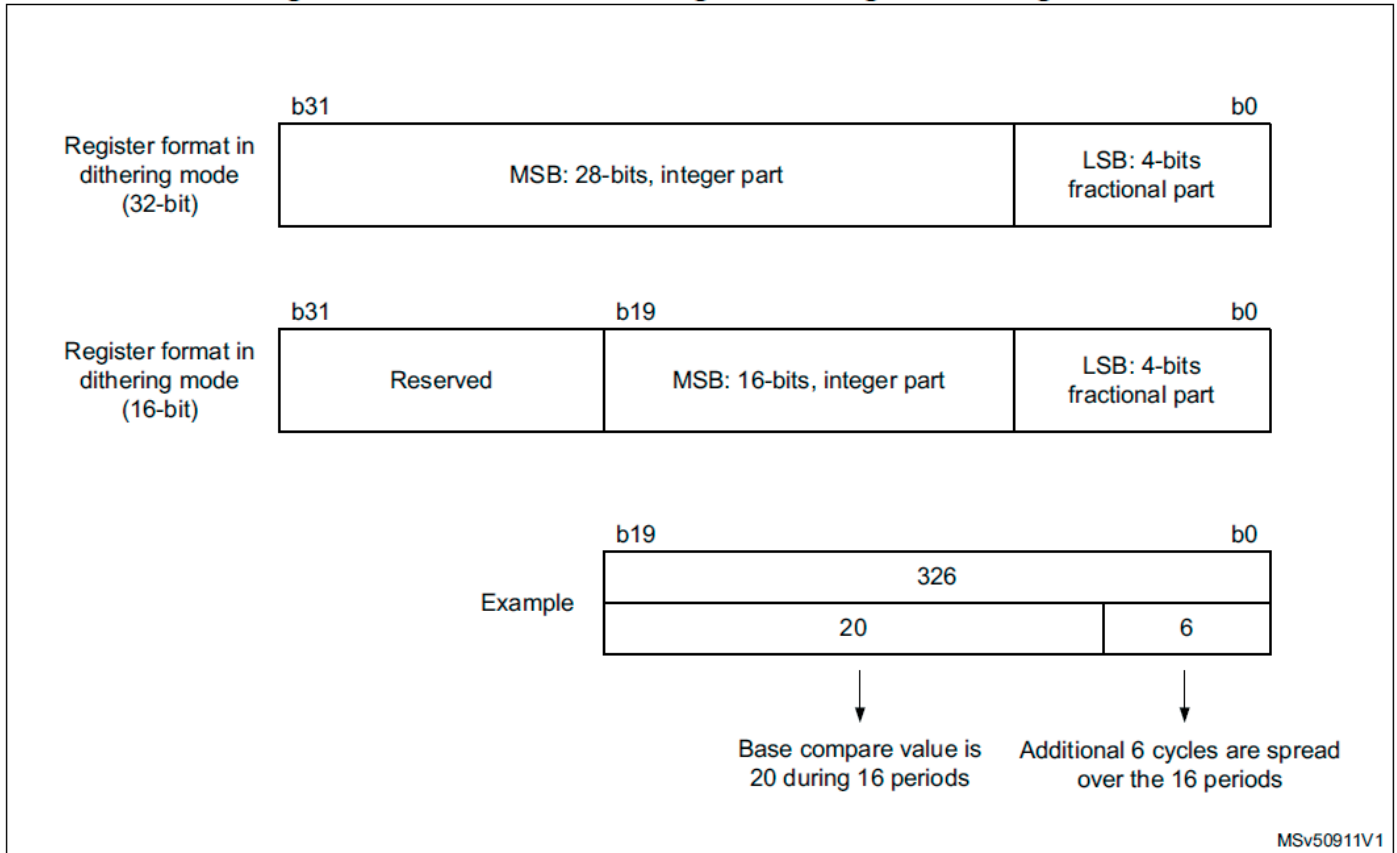 b31 b0
Register format in
dithering mode
(32-bit)
MSB: 28-bits, integer part
LSB: 4-bits
fractional part
b31 b19 b0
Register format in
dithering mode
(16-bit)
Reserved
MSB: 16-bits, integer part
LSB: 4-bits
fractional part
b19 b0
Example
326
20 6
Base compare value is
20 during 16 periods
Additional 6 cycles are spread
over the 16 periods
MSv50911V1